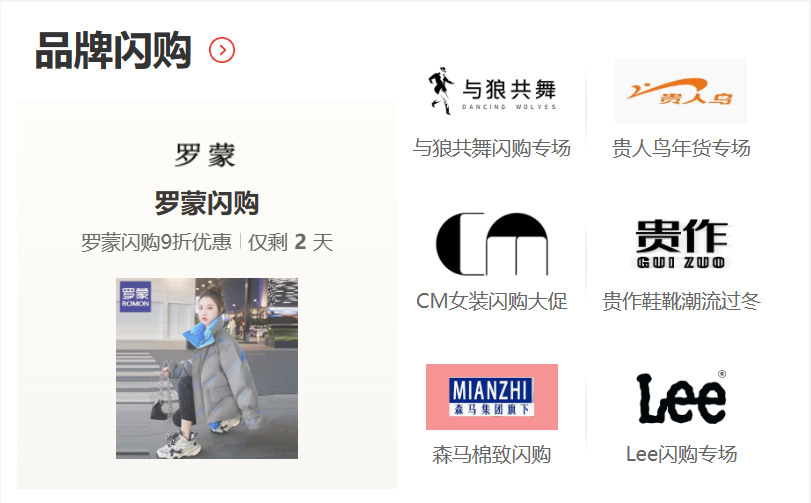 品牌闪购
罗蒙
罗蒙闪购
罗蒙闪购9折优惠 | 仅剩 2 天
罗蒙
ROMON
与狼共舞
DANCING WOLVES
与狼共舞闪购专场
贵人鸟
贵人鸟年货专场
CM
CM女装闪购大促
贵作
GUI ZUO
贵作鞋靴潮流过冬
MIANZHI
森马集团旗下
森马棉致闪购
Lee®
Lee闪购专场